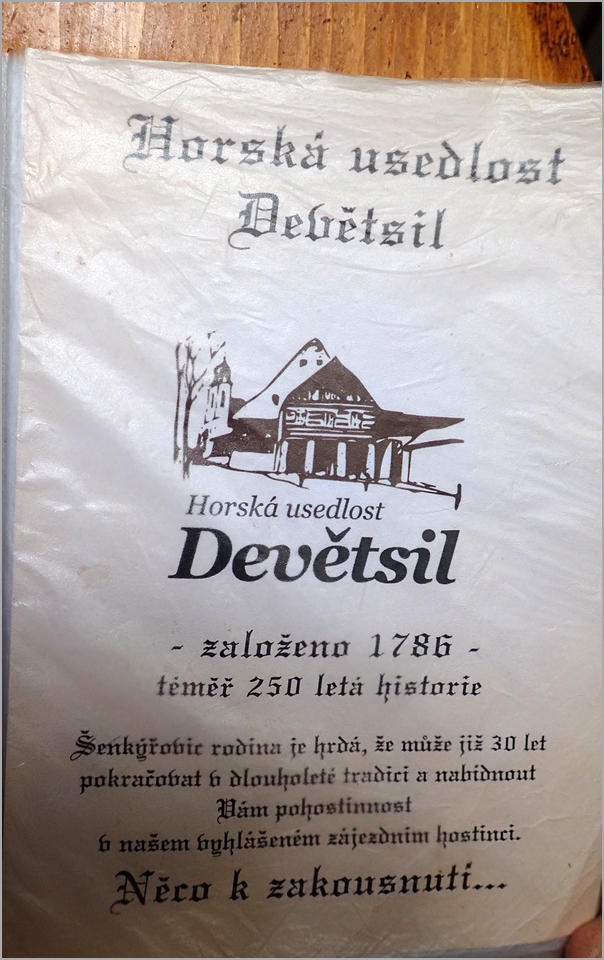 Horská usedlost
Devětsil
Horská usedlost
Devětsil
- založeno 1786 -
téměř 250 letá historie
Šenkýřovic rodina je hrdá, že může již 30 let
pokračovat v dlouholeté tradici a nabídnout
Vám pohostinnost
v našem vyhlášeném zájezdním hostinci.
Něco k zakousnutí...